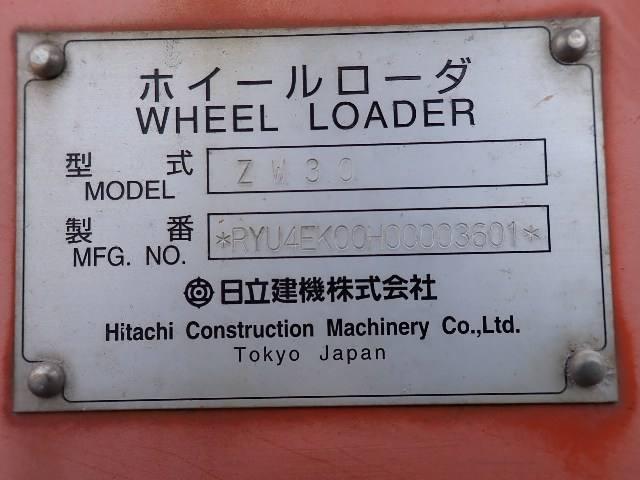 ホイールローダ
WHEEL LOADER
型式 ZW30
MODEL
製番 *RYU4EK00H00003601*
MFG. NO.
日立建機株式会社
Hitachi Construction Machinery Co.,Ltd.
Tokyo Japan